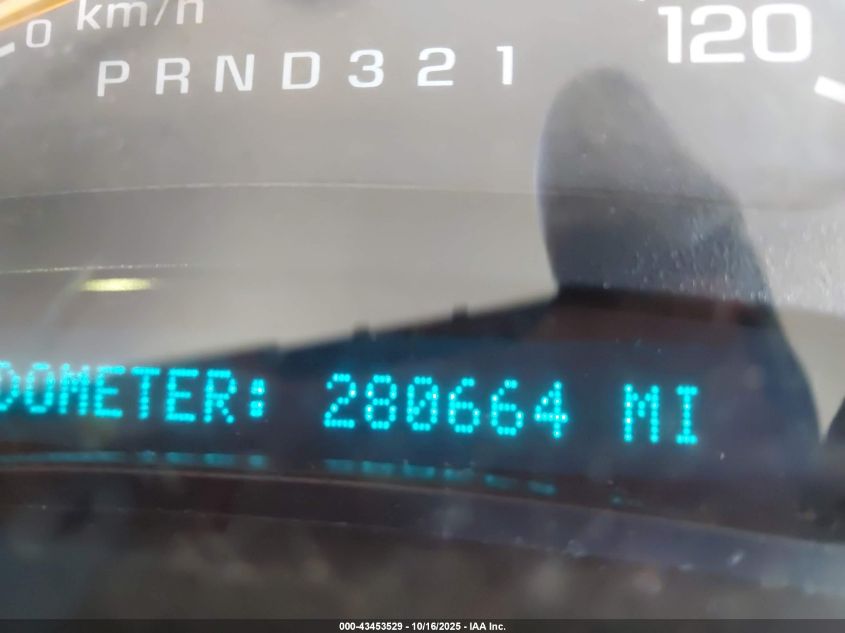 0 km/h
120
PRND321
DOMETER: 280664 MI
000-43453529 - 10/16/2025 - IAA Inc.